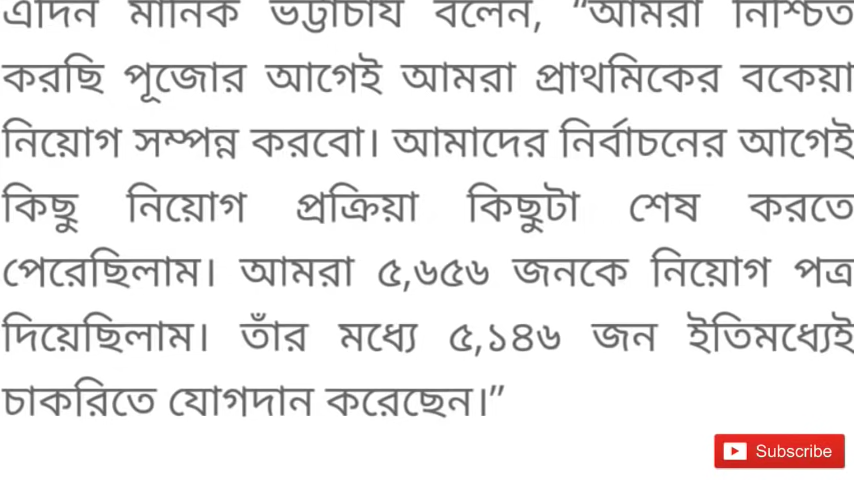 এদিন মানিক ভট্টাচার্য বলেন, “আমরা নিশ্চিত
করছি পূজোর আগেই আমরা প্রাথমিকের বকেয়া
নিয়োগ সম্পন্ন করবো। আমাদের নির্বাচনের আগেই
কিছু নিয়োগ প্রক্রিয়া কিছুটা শেষ করতে
পেরেছিলাম। আমরা ৫,৬৫৬ জনকে নিয়োগ পত্র
দিয়েছিলাম। তাঁর মধ্যে ৫,১৪৬ জন ইতিমধ্যেই
চাকরিতে যোগদান করেছেন।”
Subscribe